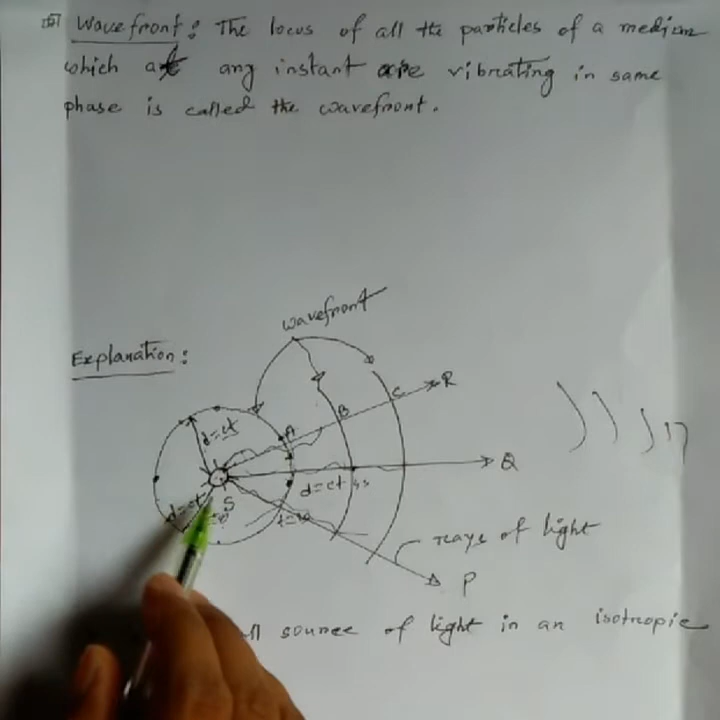 Wavefront: The locus of all the particles of a medium
which at any instant are vibrating in same
phase is called the wavefront.
wavefront
Explanation:
R
C
B
A
d=ct
Q
d=ct
S
rays of light
P
source of light in an isotropic